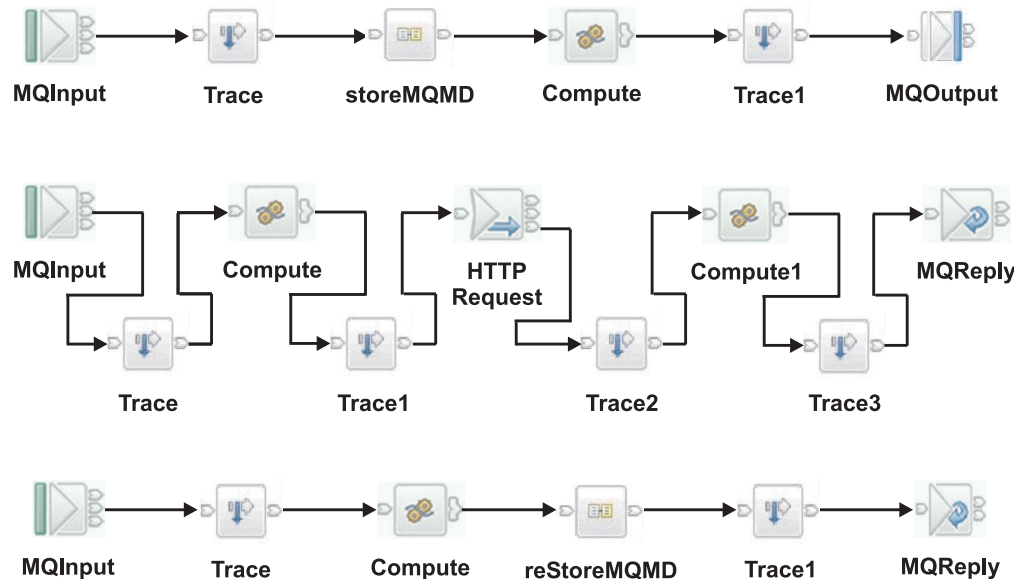 MQInput Trace storeMQMD Compute Trace1 MQOutput
MQInput Compute HTTP Request Compute1 MQReply
Trace Trace1 Trace2 Trace3
MQInput Trace Compute reStoreMQMD Trace1 MQReply